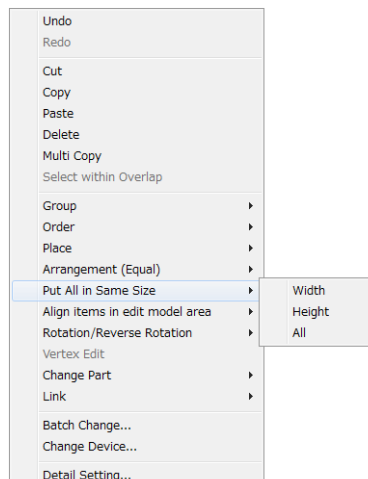 Undo
Redo
Cut
Copy
Paste
Delete
Multi Copy
Select within Overlap
Group
Order
Place
Arrangement (Equal)
Put All in Same Size
Width
Align items in edit model area
Height
Rotation/Reverse Rotation
All
Vertex Edit
Change Part
Link
Batch Change...
Change Device...
Detail Setting...